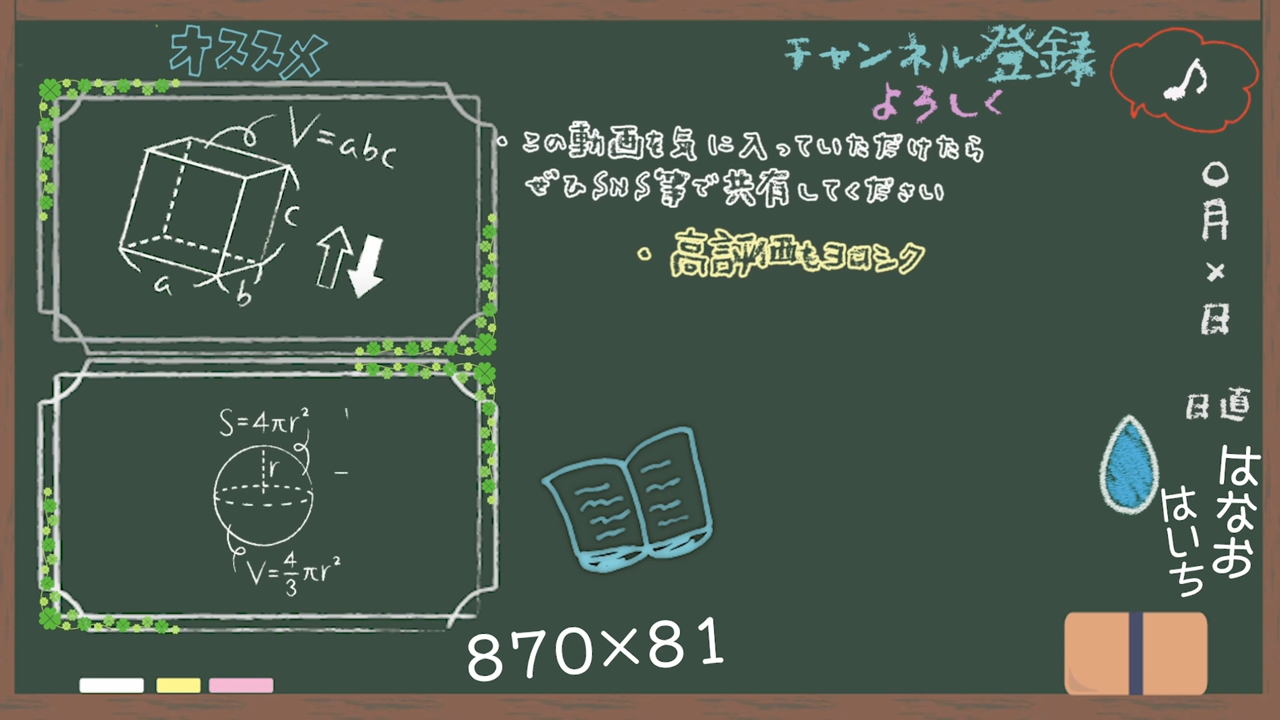 オススメ
チャンネル登録
よろしく
・この動画を気に入っていただけたら
ぜひSNS等で共有してください
・高評価もヨロシク
V=abc
c
a
b
S=4πr²
r
V=4/3πr²
870×81
○月×日
日直
はなお
はいち